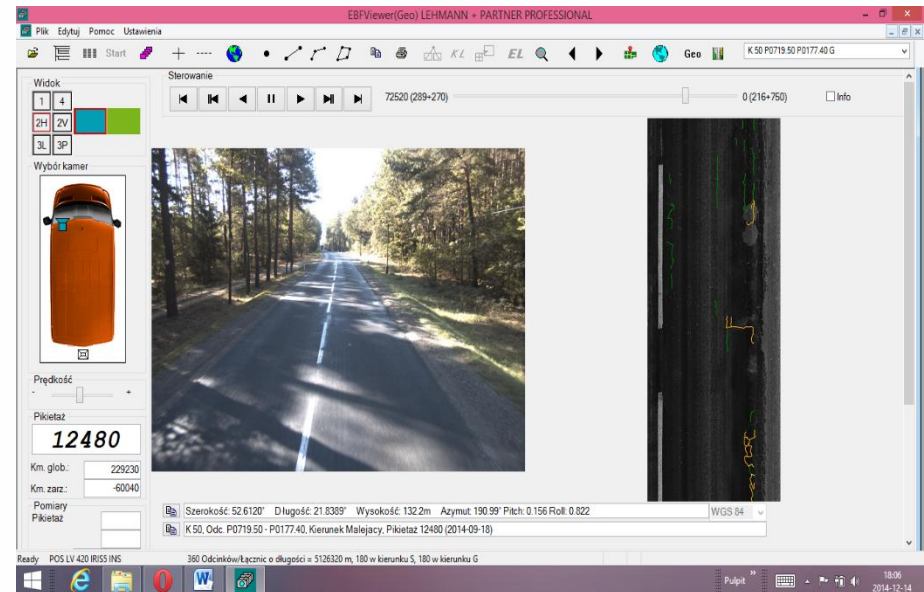 EBFViewer(Geo) LEHMANN + PARTNER PROFESSIONAL
Plik Edytuj Pomoc Ustawienia
Start KŁ EL Geo K 50 P0719.50 P0177.40 G
Widok
Sterowanie
1 4
72520 (289+270) 0 (216+750) Info
2H 2V
3L 3P
Wybór kamer
Prędkość
- +
Pikietaż
12480
Km. glob.: 229230
Km. zarz.: -60040
Pomiary
Pikietaż
Szerokość: 52.6120° Długość: 21.8389° Wysokość: 132.2m Azymut: 190.99° Pitch: 0.156 Roll: 0.822 WGS 84
K 50, Odc. P0719.50 - P0177.40, Kierunek Malejacy, Pikietaż 12480 (2014-09-18)
Ready POS LV 420 IRIS5 INS 360 Odcinków/Łącznie o długości = 5126320 m, 180 w kierunku S, 180 w kierunku G
Pulpit 18:06
2014-12-14